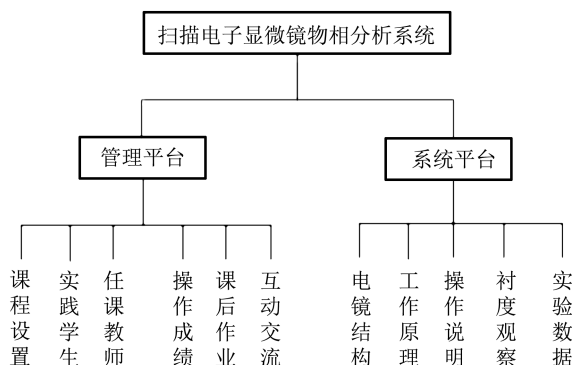 扫描电子显微镜物相分析系统
管理平台
系统平台
课程设置
实践学生
任课教师
操作成绩
课后作业
互动交流
电镜结构
工作原理
操作说明
衬度观察
实验数据